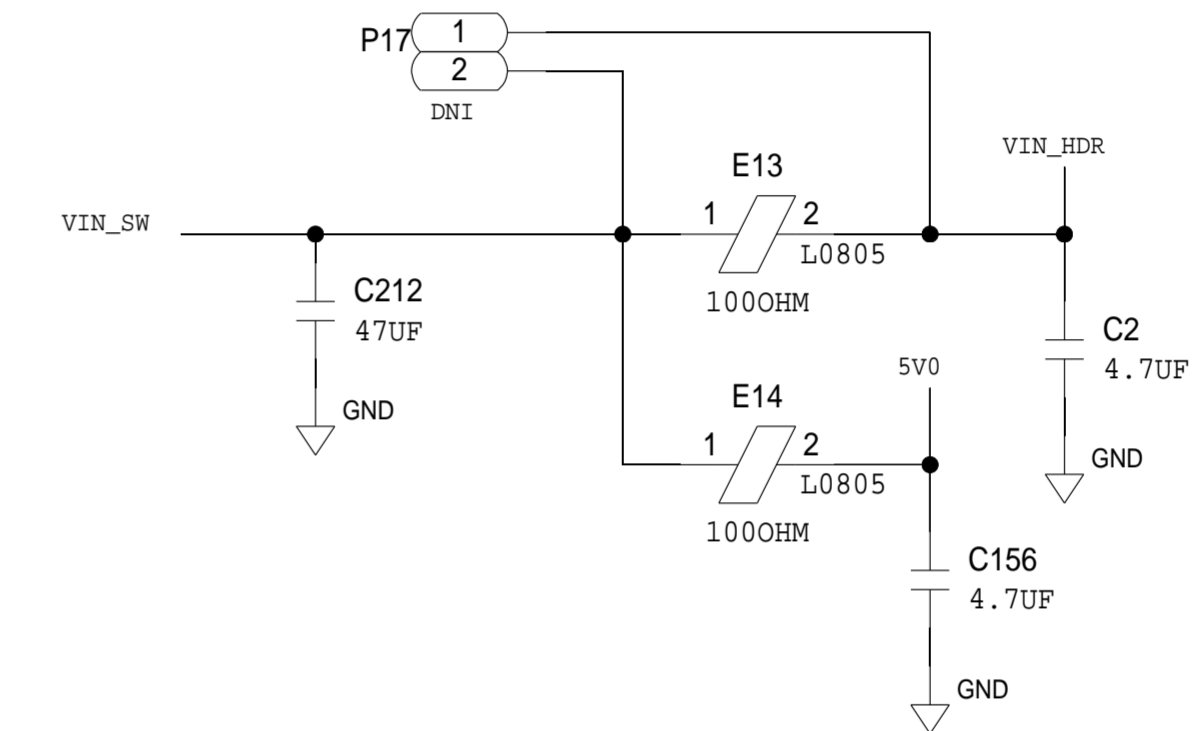 P17
1
2
DNI
VIN_HDR
E13
VIN_SW
1
2
L0805
100OHM
C212
47UF
C2
4.7UF
5V0
E14
GND
1
2
GND
L0805
100OHM
C156
4.7UF
GND